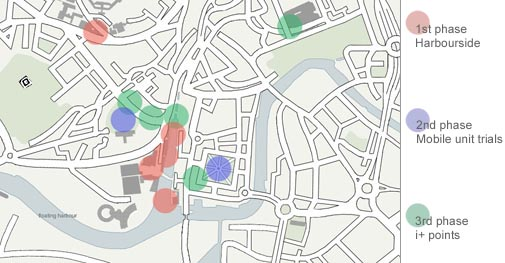 1st phase
Harbourside
2nd phase
Mobile unit trials
3rd phase
i+ points
floating harbour